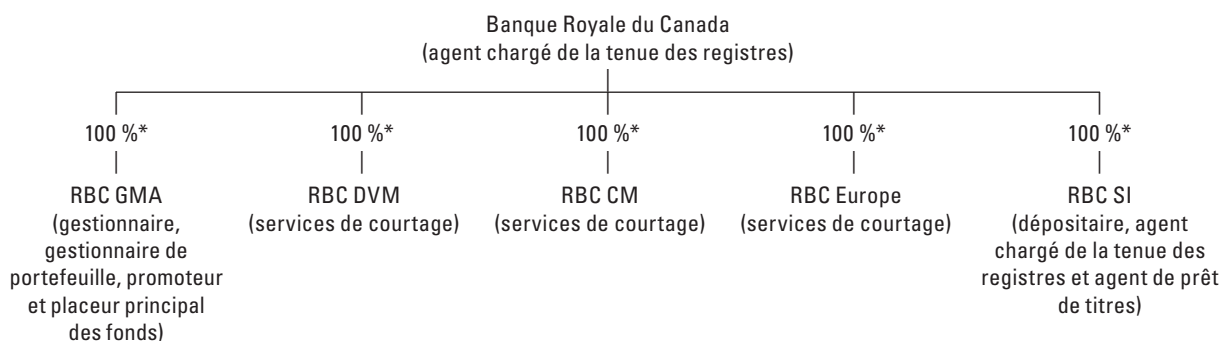 Banque Royale du Canada
(agent chargé de la tenue des registres)
100 %*
100 %*
100 %*
100 %*
100 %*
RBC GMA
(gestionnaire,
gestionnaire de
portefeuille, promoteur
et placeur principal
des fonds)
RBC DVM
(services de courtage)
RBC CM
(services de courtage)
RBC Europe
(services de courtage)
RBC SI
(dépositaire, agent
chargé de la tenue des
registres et agent de prêt
de titres)